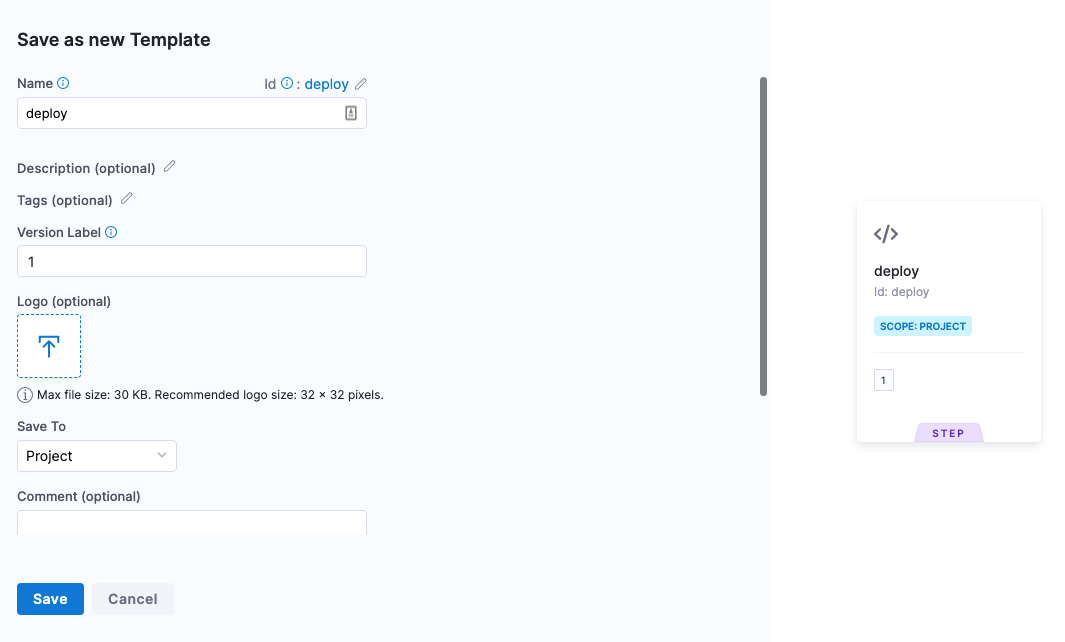 Save as new Template
Name
Id : deploy
deploy
Description (optional)
Tags (optional)
Version Label
1
Logo (optional)
Max file size: 30 KB. Recommended logo size: 32 × 32 pixels.
Save To
Project
Comment (optional)
Save
Cancel
deploy
Id: deploy
SCOPE: PROJECT
1
STEP